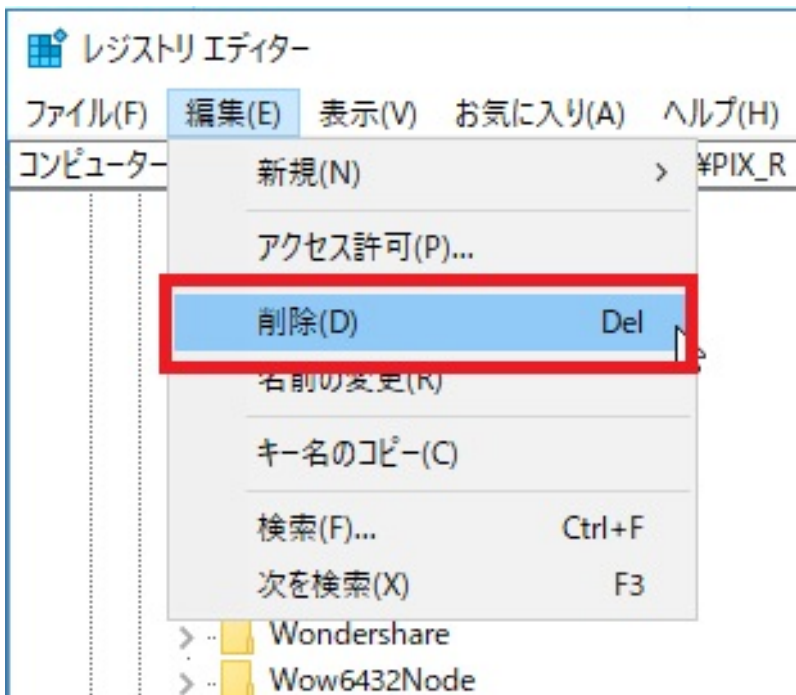 レジストリ エディター
ファイル(F) 編集(E) 表示(V) お気に入り(A) ヘルプ(H)
コンピューター ¥PIX_R
新規(N)
アクセス許可(P)...
削除(D) Del
名前の変更(R)
キー名のコピー(C)
検索(F)... Ctrl+F
次を検索(X) F3
Wondershare
Wow6432Node